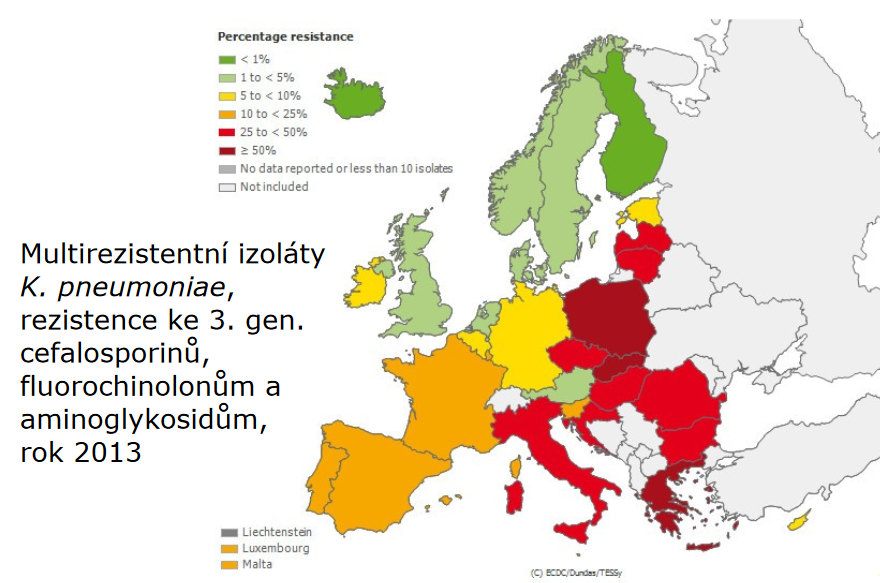 Percentage resistance
< 1%
1 to < 5%
5 to < 10%
10 to < 25%
25 to < 50%
≥ 50%
No data reported or less than 10 isolates
Not included
Multirezistentní izoláty
K. pneumoniae,
rezistence ke 3. gen.
cefalosporinů,
fluorochinolonům a
aminoglykosidům,
rok 2013
Liechtenstein
Luxembourg
Malta
(C) ECDC/Dundas/TESSy